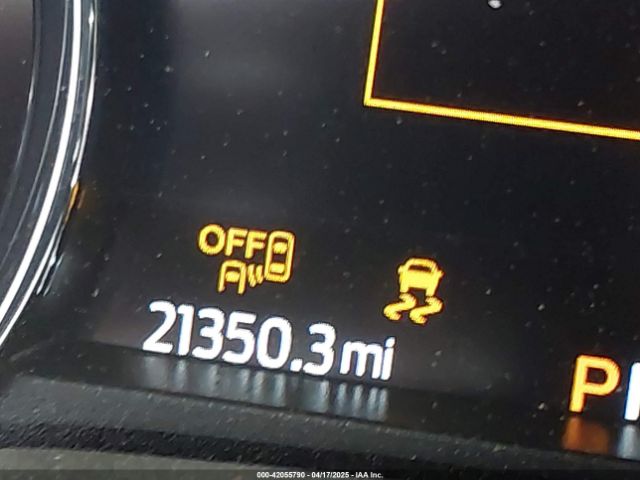 OFF
21350.3 mi
P
000-42055790 - 04/17/2025 - IAA Inc.